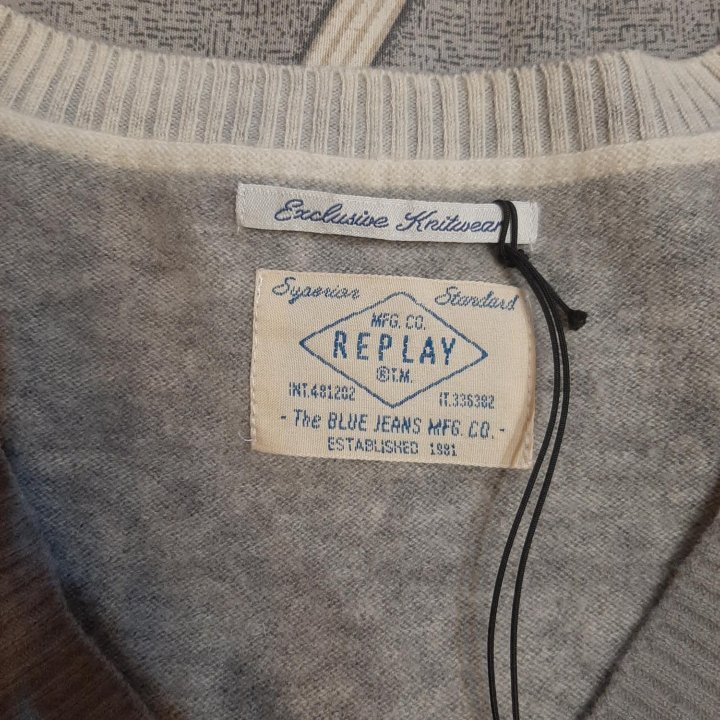 Exclusive Knitwear
Superior Standard
MFG. CO.
REPLAY
®T.M.
INT.481202 IT.336382
- The BLUE JEANS MFG. CO. -
ESTABLISHED 1981